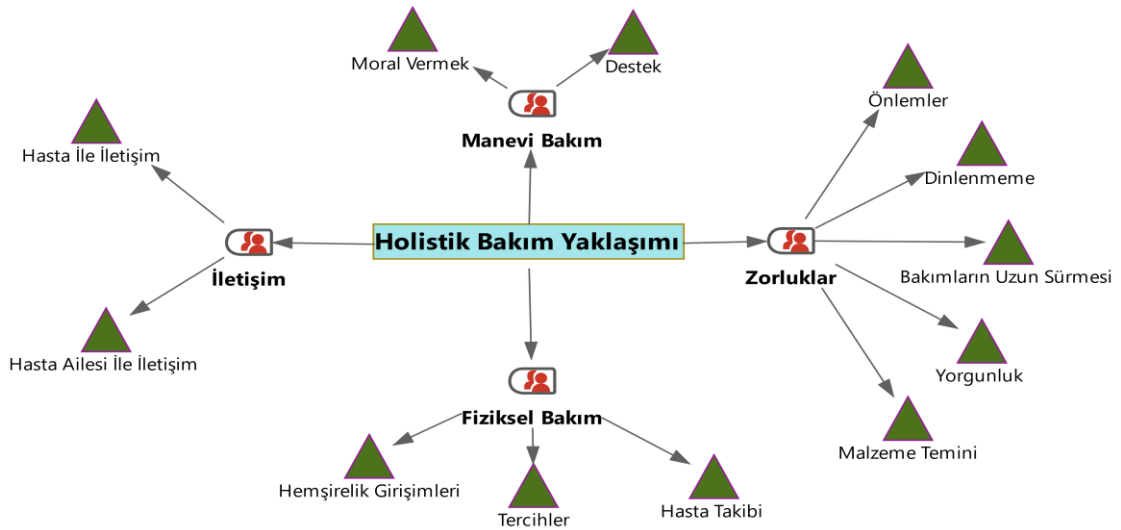 Moral Vermek
Destek
Manevi Bakım
Önlemler
Hasta İle İletişim
Dinlenmeme
Holistik Bakım Yaklaşımı
İletişim
Zorluklar
Bakımların Uzun Sürmesi
Hasta Ailesi İle İletişim
Yorgunluk
Fiziksel Bakım
Malzeme Temini
Hemşirelik Girişimleri
Tercihler
Hasta Takibi